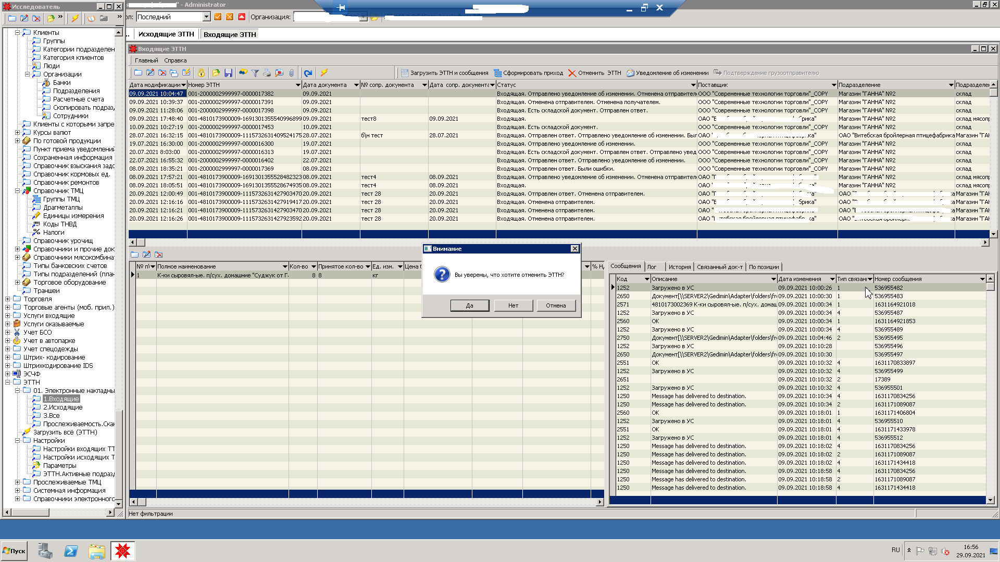 Исследователь
" - Administrator
ол: Последний Организация:
Исходящие ЭТТН Входящие ЭТТН
Входящие ЭТТН
Главный Справка
Загрузить ЭТТН и сообщения Сформировать приход Отменить ЭТТН Уведомление об изменении Подтверждение грузоотправителю
Клиенты
Группы
Категории подразделен
Категория клиентов
Люди
Организации
Банки
Подразделения
Расчетные счета
Скопировать подразд
Сотрудники
Клиенты с которыми запре
Курсы валют
По готовой продукции
Пункт приема уведомлений
Сохраненная информация
Справочник взыскания задо
Справочник кормовых ед.
Справочник ремонтов
Справочник ТМЦ
Группы ТМЦ
Драгметаллы
Единицы измерения
Коды ТНВД
Налоги
Справочник урочищ
Справочники и прочие док
Справочники мясокомбина
Типы банковских счетов
Типы подразделений (план
Торговое оборудование
Траншеи
Торговля
Торговые агенты (моб. прил.)
Услуги входящие
Услуги оказываемые
Учет БСО
Учет в автопарке
Учет спецодежды
Штрих- кодирование
Штрихкодирование IDS
ЭСЧФ
ЭТТН
01. Электронные накладны
1.Входящие
2.Исходящие
3.Все
Прослеживаемость.Скан
Загрузить всё (ЭТТН)
Настройки
Настройки входящих ТТ
Настройки исходящих Т
Параметры
ЭТТН.Активные подразд
Прослеживаемые ТМЦ
Системная информация
Справочники электронного
Дата модификации Номер ЭТТН Дата документа № сопр. документа Дата сопр. документа Статус Поставщик Подразделение Подразделен
09.09.2021 10:04:47 001-2000002999997-0000017382 09.09.2021 Входящая. Отправлено уведомление об изменении. Отменена отправител ООО "Современные технологии торговли"_COPY Магазин "ГАННА" №2 склад
09.09.2021 10:39:37 001-2000002999997-0000017391 09.09.2021 Входящая. Отменена отправителем. Отменена получателем. ООО "Современные технологии торговли"_COPY Магазин "ГАННА" №2 склад
09.09.2021 11:28:06 001-2000002999997-0000017398 09.09.2021 Входящая. Есть складской документ. Отправлен ответ. ООО "Современные технологии торговли"_COPY Магазин "ГАННА" №2 склад
09.09.2021 17:48:40 001-4810173900009-1691301355540996899 09.09.2021 тест8 09.09.2021 Входящая. ОАО " брика" Магазин "ГАННА" №2 склад мясопр
10.09.2021 10:27:19 001-2000002999997-0000017453 10.09.2021 Входящая. Есть складской документ. ООО "Современные технологии торговли"_COPY Магазин "ГАННА" №2 склад
28.07.2021 16:32:15 001-4810173900009-1115732631409524175 28.07.2021 б\н тест 28.07.2021 Входящая. Отправлен ответ. Отправлено уведомление об изменении. Был ОАО " ка" ОАО "Витебская бройлерная птицефабрика Магазин "ГАН
19.07.2021 16:30:00 001-2000002999997-0000016300 19.07.2021 Входящая. Отправлено уведомление об изменении. ООО "Современные технологии торговли"_COPY Магазин "ГАННА" №2 склад
20.07.2021 8:03:00 001-2000002999997-0000016313 19.07.2021 Входящая. Есть складской документ. Отправлен ответ. Отправлено увед ООО "Современные технологии торговли"_COPY Магазин "ГАННА" №2 склад
22.07.2021 16:55:32 001-2000002999997-0000016402 22.07.2021 Входящая. Отправлен ответ. Отправлено уведомление об изменении. ООО "Современные технологии торговли"_COPY Магазин "ГАННА" №2 склад
08.09.2021 18:35:21 001-2000002999997-0000017369 08.09.2021 Входящая. Отправлен ответ. Были ошибки. ООО "Современные технологии торговли"_COPY Магазин "ГАННА" №2 склад
08.09.2021 17:57:21 001-4810173900009-1691301355528482323 08.09.2021 тест4 08.09.2021 Входящая. Отправлено уведомление об изменении. Отменена отправител ОАО Магазин "ГАННА" №2 склад мясопр
08.09.2021 18:05:51 001-4810173900009-1691301355528674935 08.09.2021 тест4 08.09.2021 Входящая. ОАО Магазин "ГАННА" №2 склад мясопр
20.09.2021 12:00:49 001-4810173900009-1115732631427903470 20.09.2021 тест 28 20.09.2021 Входящая. Отправлен ответ. Отменена отправителем. ОАО " ка" ОАО " Магазин "ГАН
20.09.2021 12:16:16 001-4810173900009-1115732631427919417 20.09.2021 тест 28 20.09.2021 Входящая. Отменена отправителем. ОАО " брика" ОАО " Магазин "ГАН
20.09.2021 12:16:21 001-4810173900009-1115732631427903470 20.09.2021 тест 28 20.09.2021 Входящая. Отменена отправителем. ОАО " ОАО " Магазин "ГАН
20.09.2021 12:16:26 001-4810173900009-1115732631427923592 20.09.2021 тест 28 20.09.2021 Входящая. Отменена отправителем. ОАО " ОАО " Магазин "ГАН
Внимание
Вы уверены, что хотите отменить ЭТТН?
Да Нет Отмена
№ п\ Полное наименование Кол-во Принятое кол-во Ед. изм. Цена % Н
1 К-ки сыровял-ые. п/сух. домашние "Суджук от Г 8 8 кг
Сообщения Лог История Связанный док-т По позиции
Код Описание Дата изменения Тип связан Номер сообщения
1252 Загружено в УС 09.09.2021 10:00:26 1 536955482
2650 Документ[\\SERVER2\Gedimin\Adapter\folders\fr 09.09.2021 10:00:30 1 536955483
2571 4810173002369 К-ки сыровял-ые. п/сух. домаш 09.09.2021 10:00:34 1 1631164921018
1252 Загружено в УС 09.09.2021 10:00:34 4 536955487
2560 OK 09.09.2021 10:00:34 1 1631164921853
1252 Загружено в УС 09.09.2021 10:00:34 4 536955489
2750 Документ[\\SERVER2\Gedimin\Adapter\folders\fr 09.09.2021 10:04:46 2 536955495
1252 Загружено в УС 09.09.2021 10:10:28 536955496
2650 Документ[\\SERVER2\Gedimin\Adapter\folders\fr 09.09.2021 10:10:30 536955497
2551 OK 09.09.2021 10:10:32 4 1631170833897
1252 Загружено в УС 09.09.2021 10:10:32 4 536955499
2651 09.09.2021 10:10:32 2 17389
1252 Загружено в УС 09.09.2021 10:10:32 4 536955501
1250 Message has delivered to destination. 09.09.2021 10:10:34 4 1631170834256
1250 Message has delivered to destination. 09.09.2021 10:10:34 2 1631171089087
2560 OK 09.09.2021 10:18:01 1 1631171406804
1252 Загружено в УС 09.09.2021 10:18:01 4 536955510
2551 OK 09.09.2021 10:18:01 4 1631171433978
1252 Загружено в УС 09.09.2021 10:18:01 4 536955512
1250 Message has delivered to destination. 09.09.2021 10:18:02 4 1631170834256
1250 Message has delivered to destination. 09.09.2021 10:18:02 2 1631171089087
1250 Message has delivered to destination. 09.09.2021 10:18:02 4 1631171434418
1250 Message has delivered to destination. 09.09.2021 10:18:58 4 1631170834256
1250 Message has delivered to destination. 09.09.2021 10:18:58 2 1631171089087
1250 Message has delivered to destination. 09.09.2021 10:18:58 4 1631171434418
Нет фильтрации
Пуск RU 16:56
29.09.2021